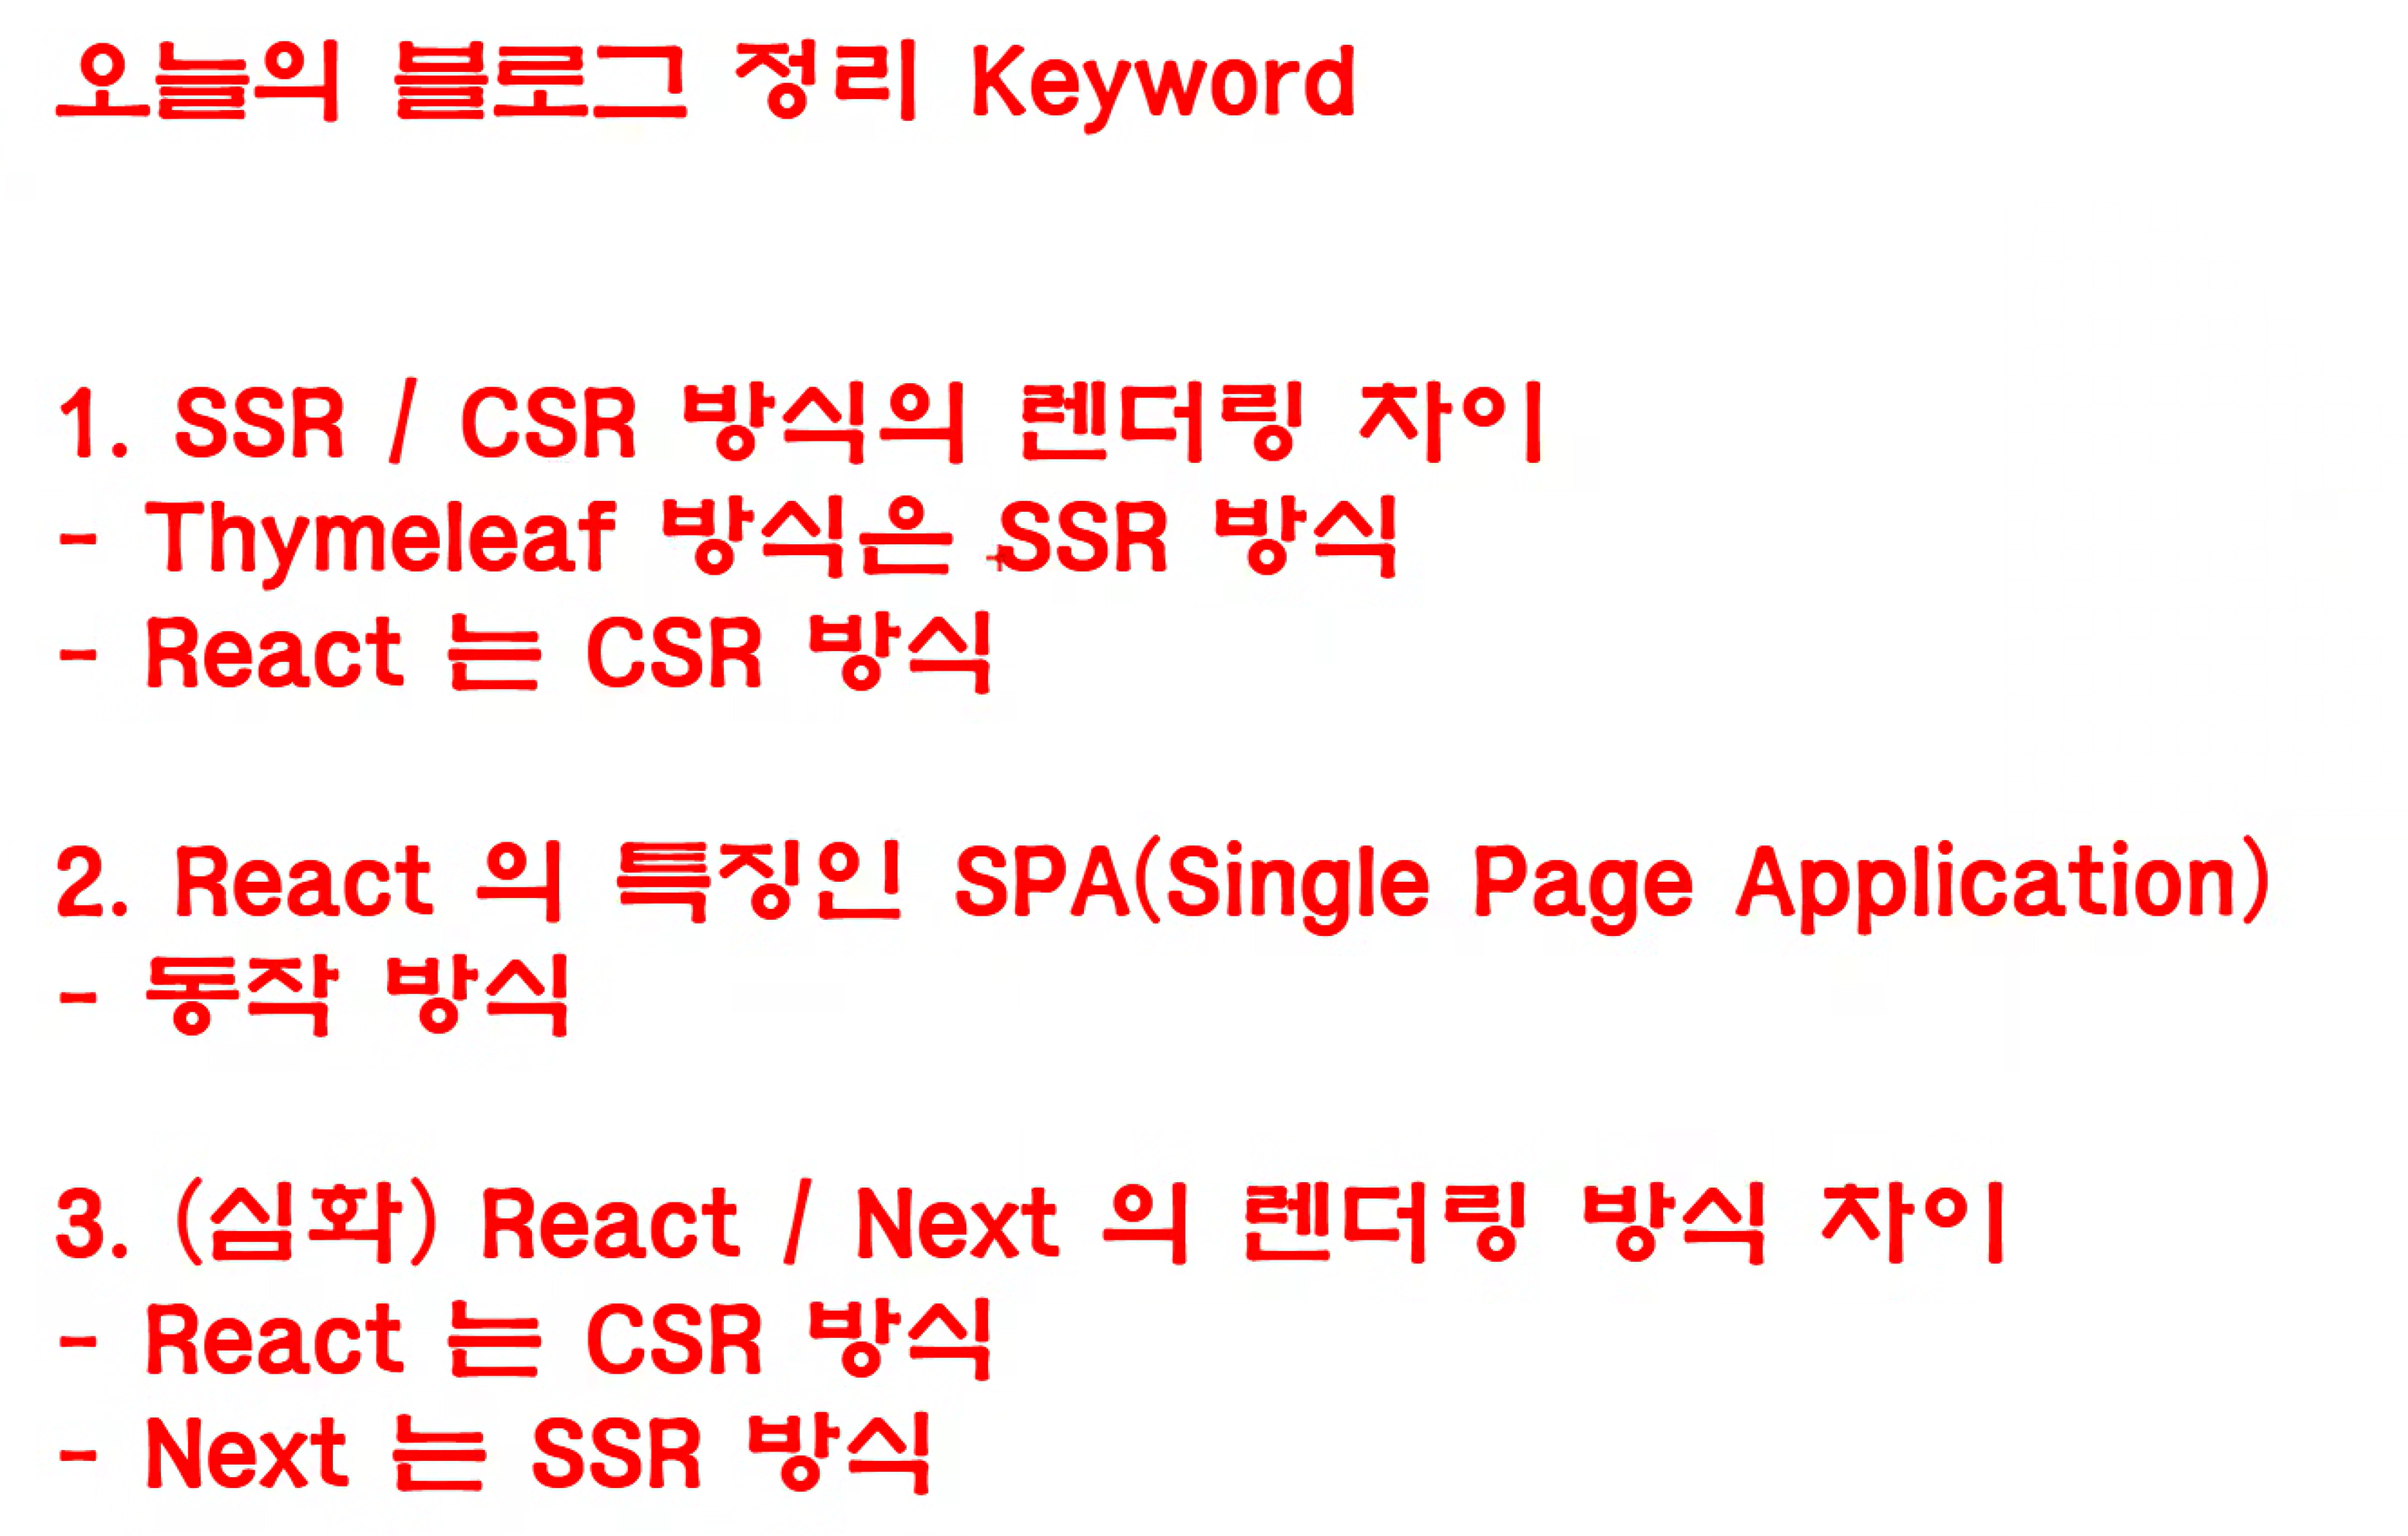 오늘의 블로그 정리 Keyword
1. SSR / CSR 방식의 렌더링 차이
- Thymeleaf 방식은 SSR 방식
- React 는 CSR 방식
2. React 의 특징인 SPA(Single Page Application)
- 동작 방식
3. (심화) React / Next 의 렌더링 방식 차이
- React 는 CSR 방식
- Next 는 SSR 방식